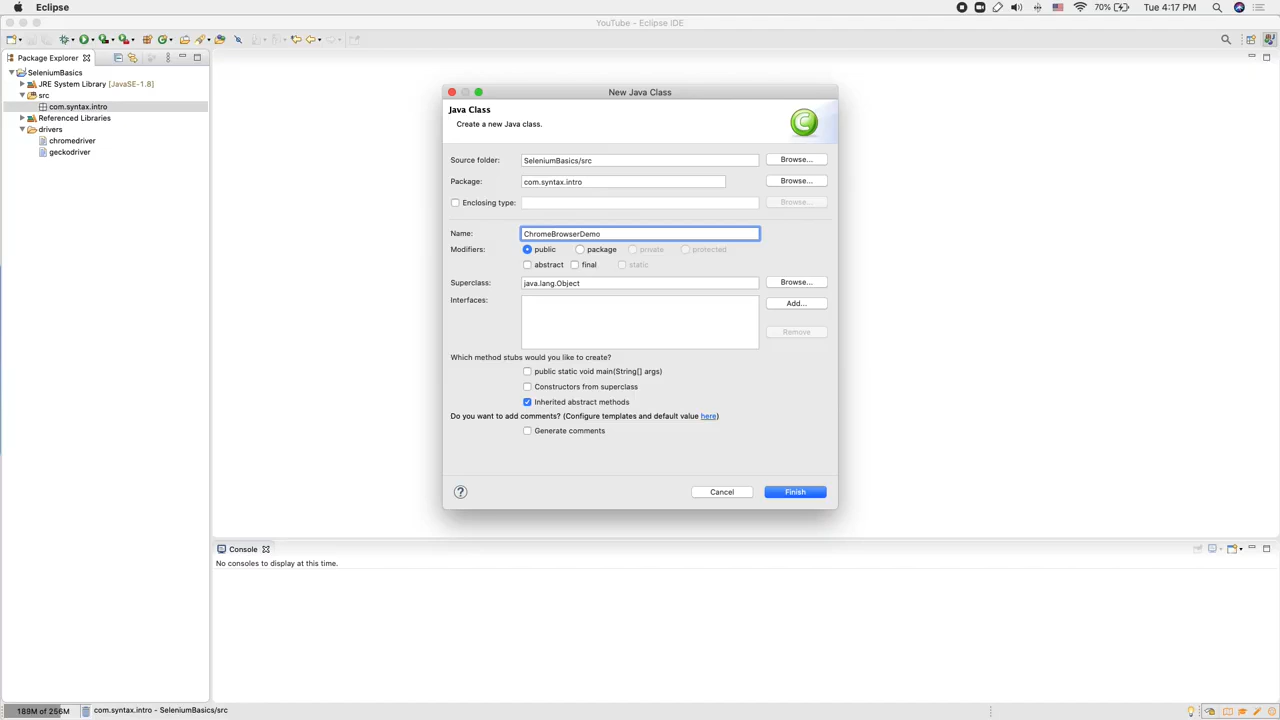 Eclipse
70%
Tue 4:17 PM
YouTube - Eclipse IDE
Package Explorer
SeleniumBasics
JRE System Library [JavaSE-1.8]
src
com.syntax.intro
Referenced Libraries
drivers
chromedriver
geckodriver
New Java Class
Java Class
Create a new Java class.
C
Source folder: SeleniumBasics/src Browse...
Package: com.syntax.intro Browse...
Enclosing type: Browse...
Name: ChromeBrowserDemo
Modifiers: public package private protected
abstract final static
Superclass: java.lang.Object Browse...
Interfaces: Add...
Remove
Which method stubs would you like to create?
public static void main(String[] args)
Constructors from superclass
Inherited abstract methods
Do you want to add comments? (Configure templates and default value here)
Generate comments
? Cancel Finish
Console
No consoles to display at this time.
189M of 256M com.syntax.intro - SeleniumBasics/src